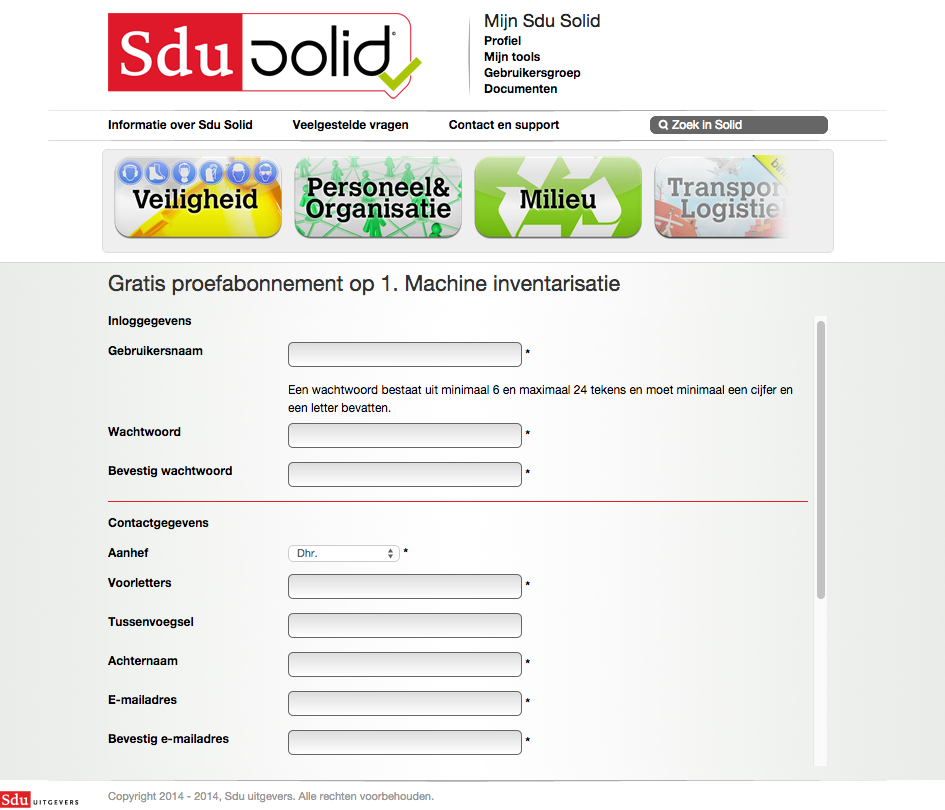 Sdu solid
Mijn Sdu Solid
Profiel
Mijn tools
Gebruikersgroep
Documenten
Informatie over Sdu Solid Veelgestelde vragen Contact en support Zoek in Solid
Veiligheid
Personeel&
Organisatie
Milieu
Transpor
Logistie
Gratis proefabonnement op 1. Machine inventarisatie
Inloggegevens
Gebruikersnaam *
Een wachtwoord bestaat uit minimaal 6 en maximaal 24 tekens en moet minimaal een cijfer en
een letter bevatten.
Wachtwoord *
Bevestig wachtwoord *
Contactgegevens
Aanhef Dhr. *
Voorletters *
Tussenvoegsel
Achternaam *
E-mailadres *
Bevestig e-mailadres *
Sdu UITGEVERS
Copyright 2014 - 2014, Sdu uitgevers. Alle rechten voorbehouden.